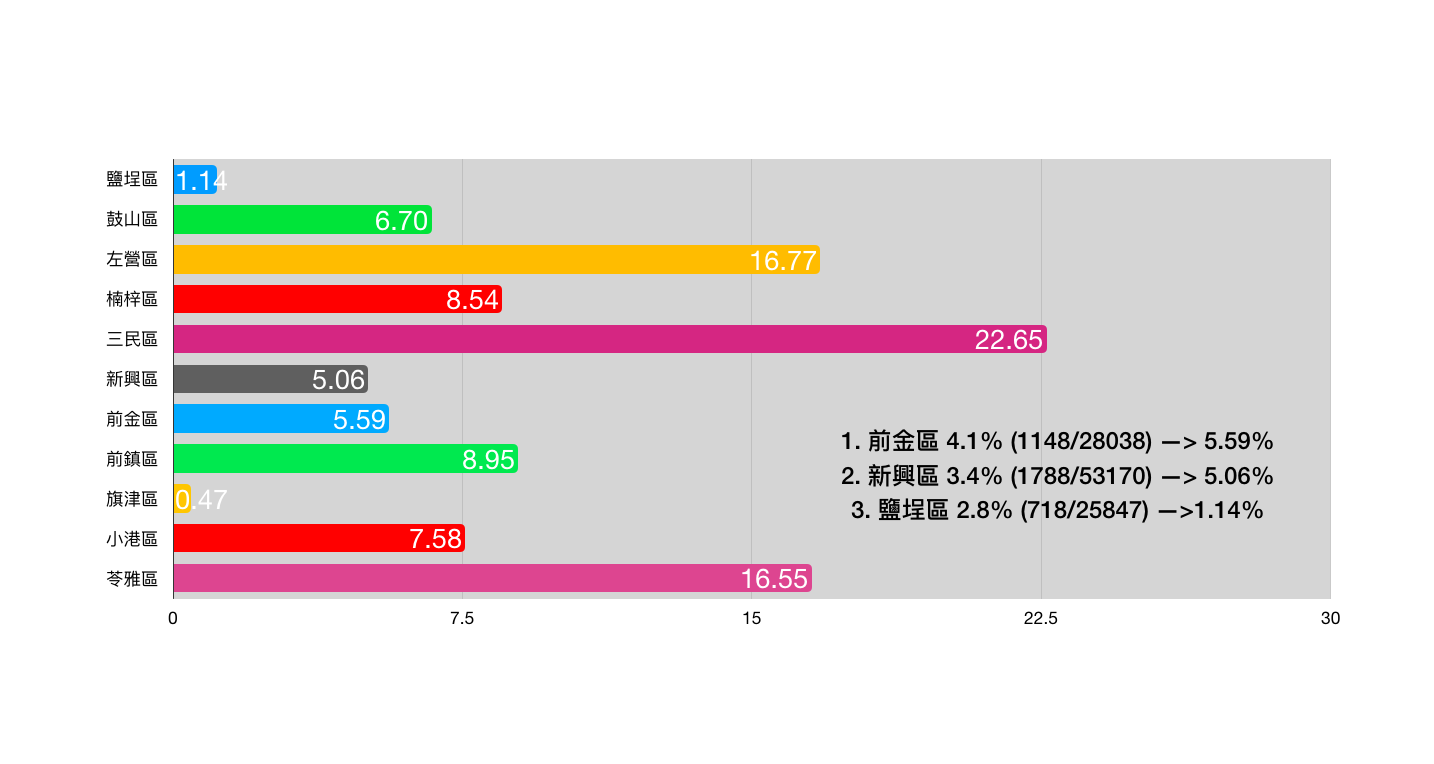 鹽埕區 1.14
鼓山區 6.70
左營區 16.77
楠梓區 8.54
三民區 22.65
新興區 5.06
前金區 5.59
前鎮區 8.95
旗津區 0.47
小港區 7.58
苓雅區 16.55
0 7.5 15 22.5 30
1. 前金區 4.1% (1148/28038) —> 5.59%
2. 新興區 3.4% (1788/53170) —> 5.06%
3. 鹽埕區 2.8% (718/25847) —>1.14%